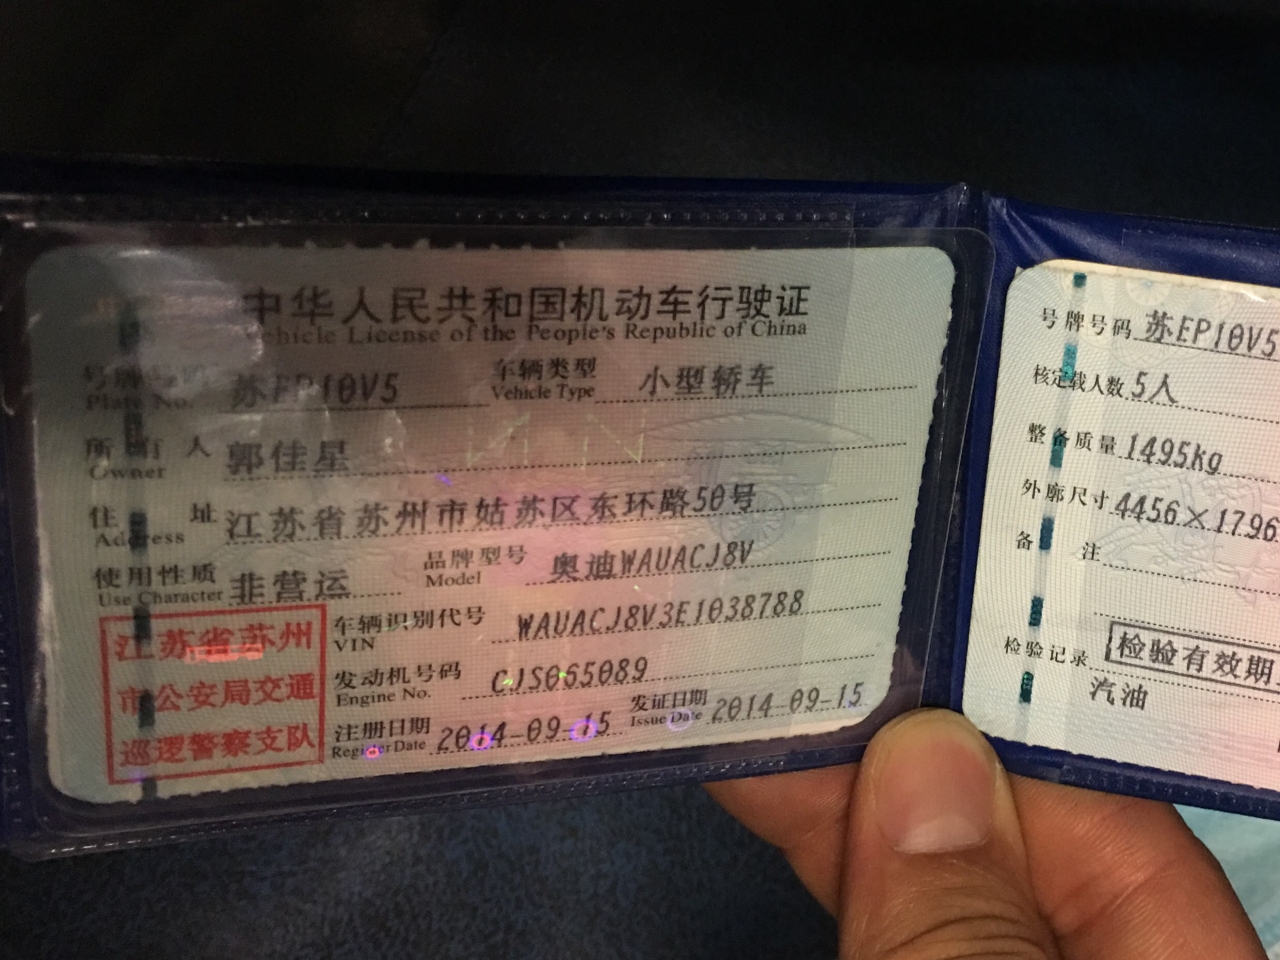 中华人民共和国机动车行驶证
Vehicle License of the People's Republic of China
号牌号码 苏EP10V5 车辆类型 小型轿车
Plate No. Vehicle Type
所有人 郭佳星
Owner
住址 江苏省苏州市姑苏区东环路50号
Address
使用性质 非营运 品牌型号 奥迪WAUACJ8V
Use Character Model
江苏省苏州
市公安局交通
巡逻警察支队
车辆识别代号 WAUACJ8V3E1038788
VIN
发动机号码 CJS065089
Engine No.
注册日期 2014-09-15 发证日期 2014-09-15
Register Date Issue Date
号牌号码 苏EP10V5
核定载人数 5人
整备质量 1495kg
外廓尺寸 4456×1796
备注
检验记录 检验有效期
汽油